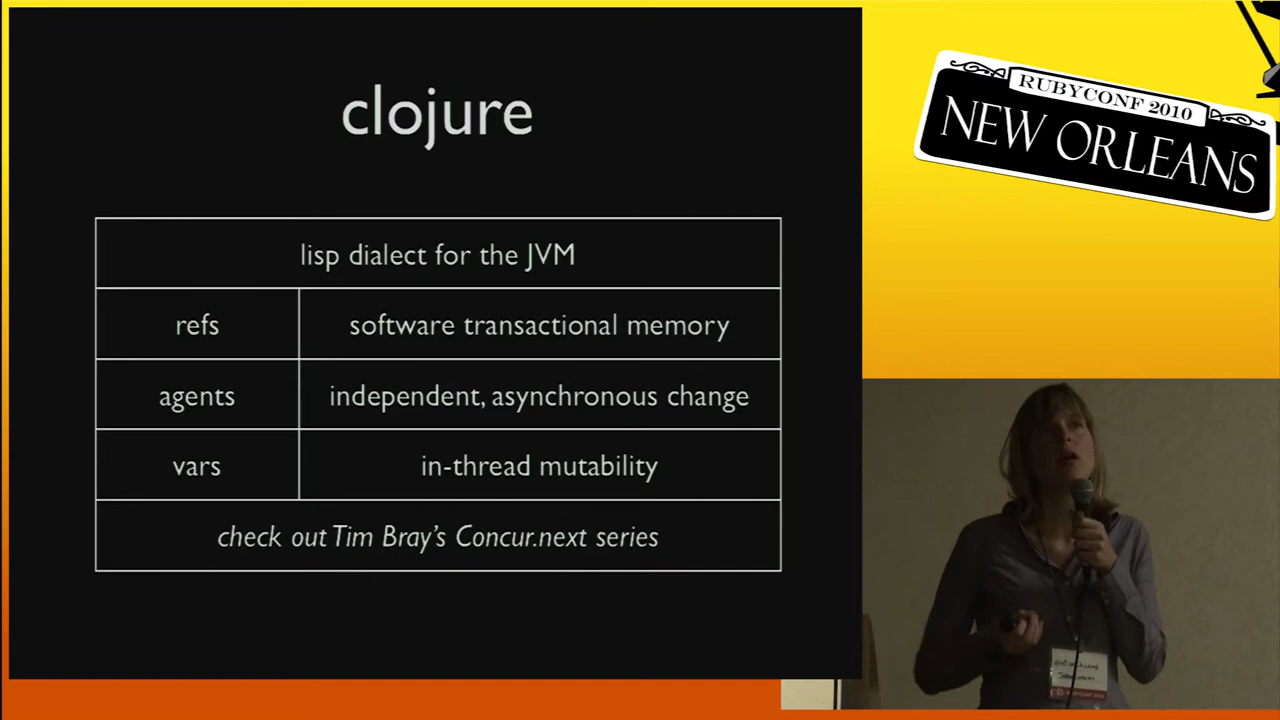 clojure
lisp dialect for the JVM
refs software transactional memory
agents independent, asynchronous change
vars in-thread mutability
check out Tim Bray's Concur.next series
RUBYCONF 2010
NEW ORLEANS